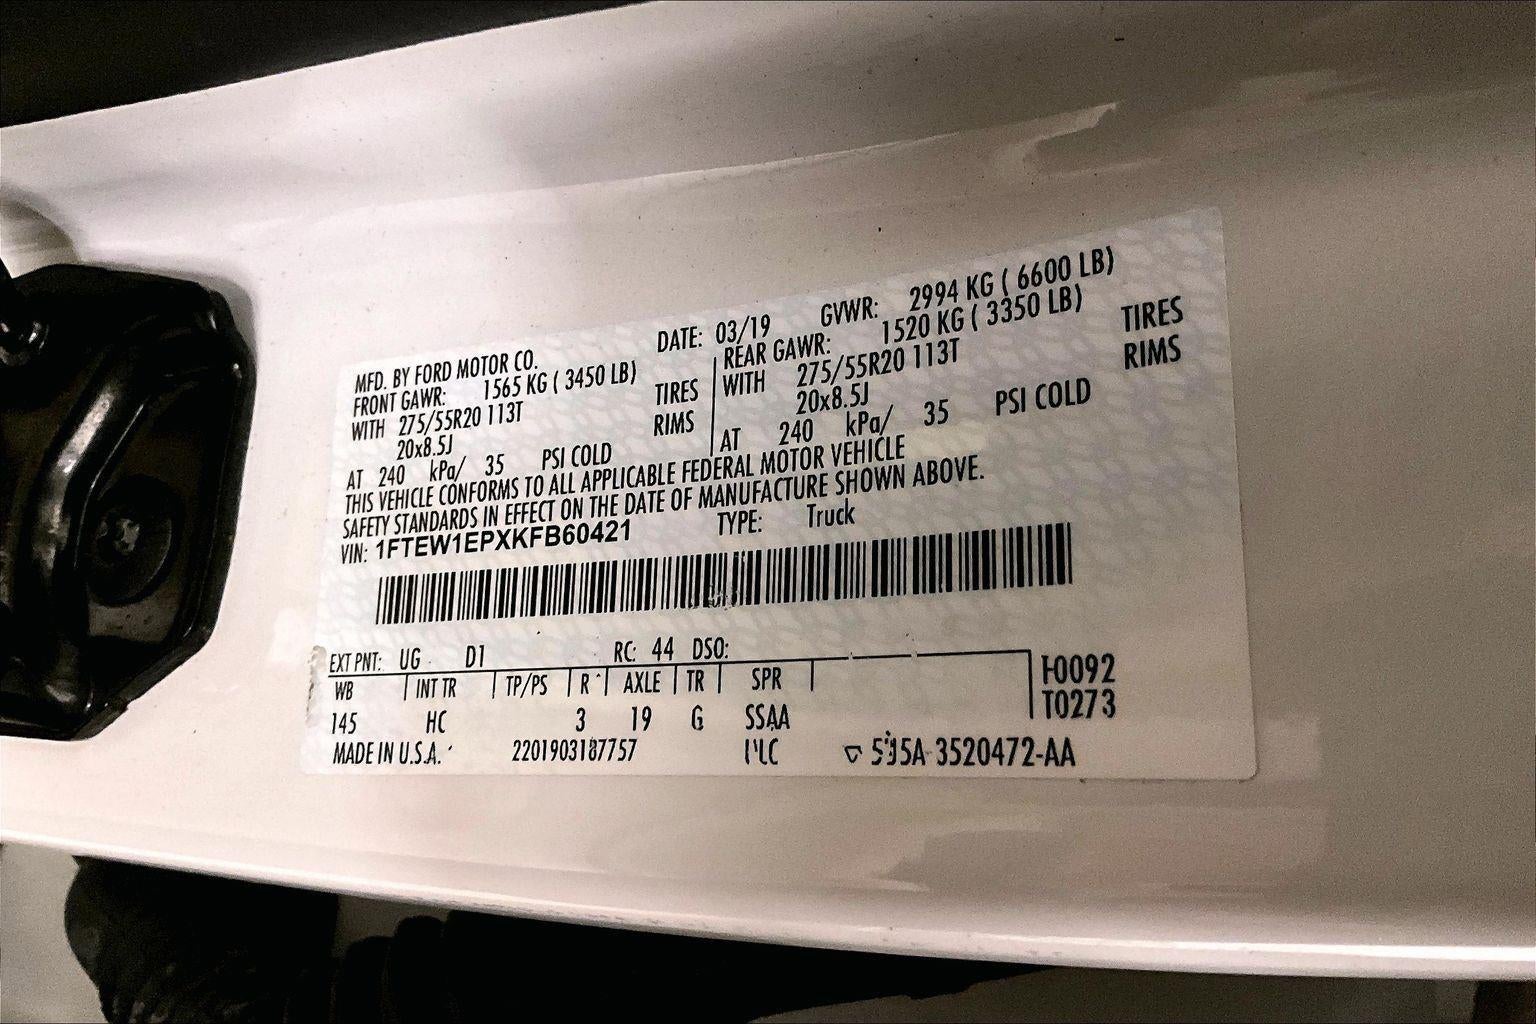 MFD. BY FORD MOTOR CO. DATE: 03/19 GVWR: 2994 KG ( 6600 LB)
FRONT GAWR: 1565 KG ( 3450 LB) REAR GAWR: 1520 KG ( 3350 LB)
WITH 275/55R20 113T TIRES WITH 275/55R20 113T TIRES
20x8.5J RIMS 20x8.5J RIMS
AT 240 kPa/ 35 PSI COLD AT 240 kPa/ 35 PSI COLD
THIS VEHICLE CONFORMS TO ALL APPLICABLE FEDERAL MOTOR VEHICLE
SAFETY STANDARDS IN EFFECT ON THE DATE OF MANUFACTURE SHOWN ABOVE.
VIN: 1FTEW1EPXKFB60421 TYPE: Truck
EXT PNT: UG D1 RC: 44 DSO:
WB INT TR TP/PS R AXLE TR SPR F0092
145 HC 3 19 G SSAA T0273
MADE IN U.S.A. 2201903187757 3520472-AA